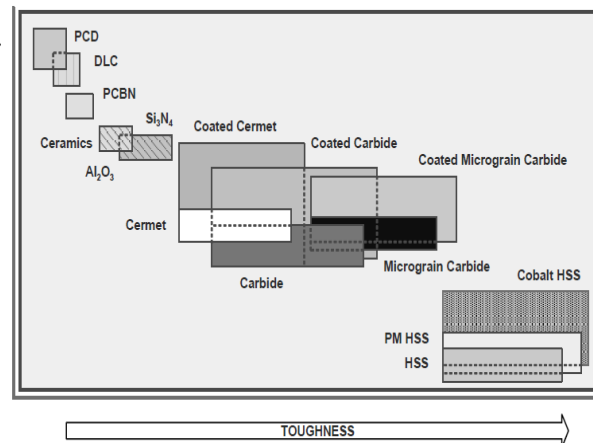 PCD
DLC
PCBN
Si₃N₄
Ceramics
Al₂O₃
Coated Cermet
Coated Carbide
Coated Micrograin Carbide
Cermet
Micrograin Carbide
Carbide
Cobalt HSS
PM HSS
HSS
TOUGHNESS